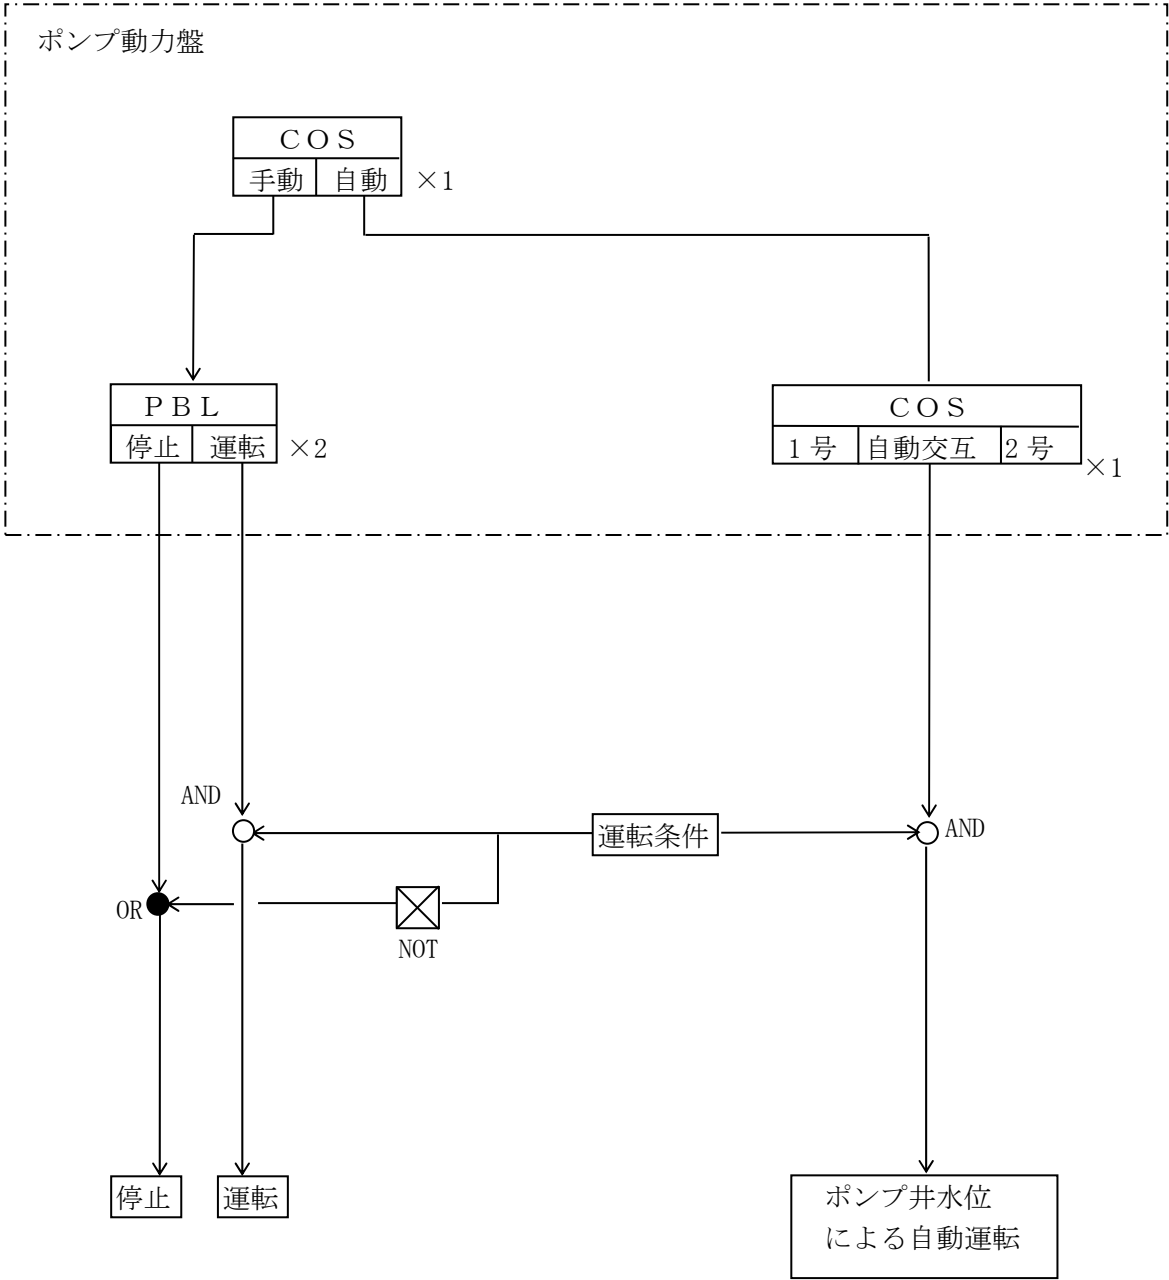 ポンプ動力盤
ＣＯＳ
手動 自動 ×1
ＰＢＬ
停止 運転 ×2
ＣＯＳ
1号 自動交互 2号 ×1
AND
運転条件
AND
OR
NOT
停止
運転
ポンプ井水位
による自動運転